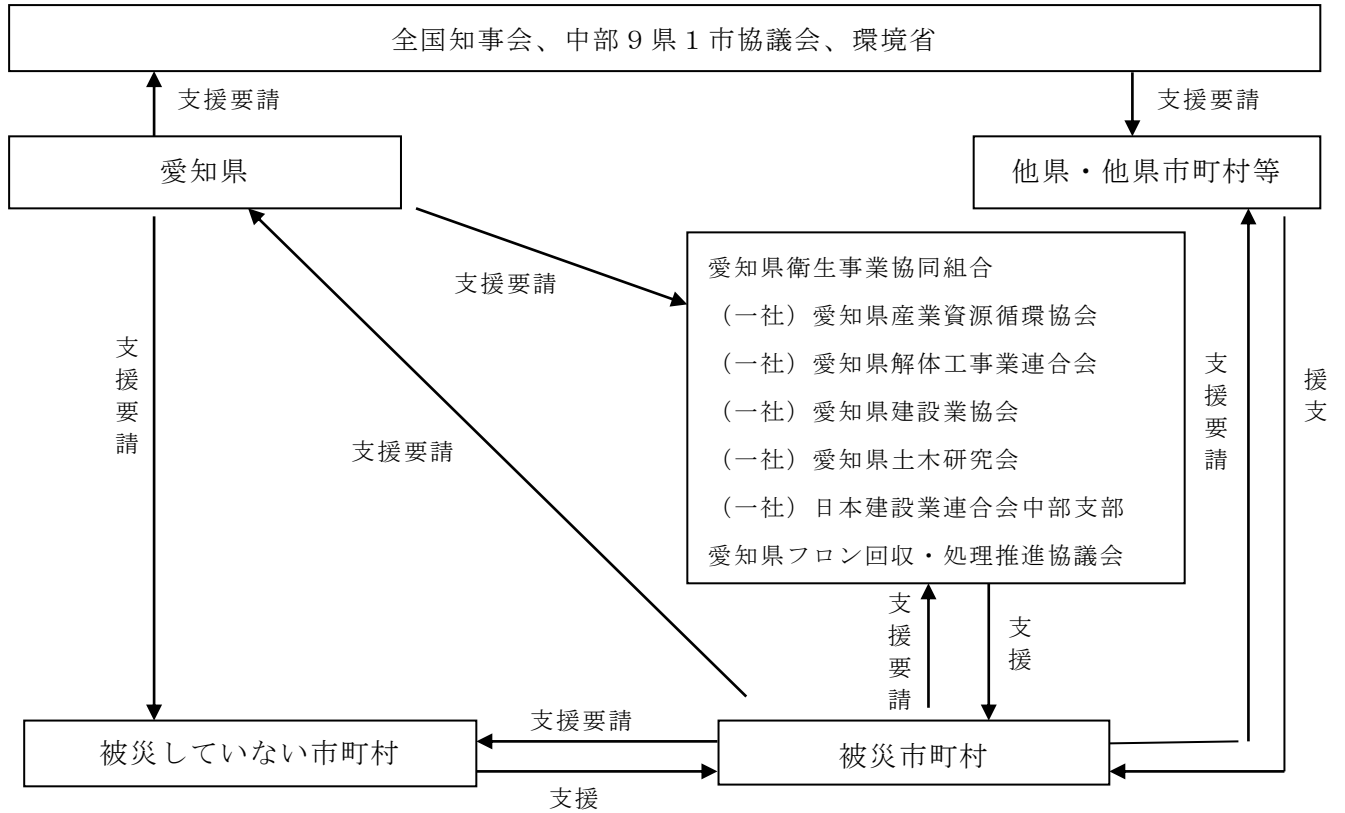 全国知事会、中部９県１市協議会、環境省
支援要請
支援要請
愛知県
他県・他県市町村等
支援要請
愛知県衛生事業協同組合
（一社）愛知県産業資源循環協会
（一社）愛知県解体工事業連合会
（一社）愛知県建設業協会
（一社）愛知県土木研究会
（一社）日本建設業連合会中部支部
愛知県フロン回収・処理推進協議会
支援要請
支援要請
支援要請
援支
支援要請
支援
支援要請
被災していない市町村
被災市町村
支援